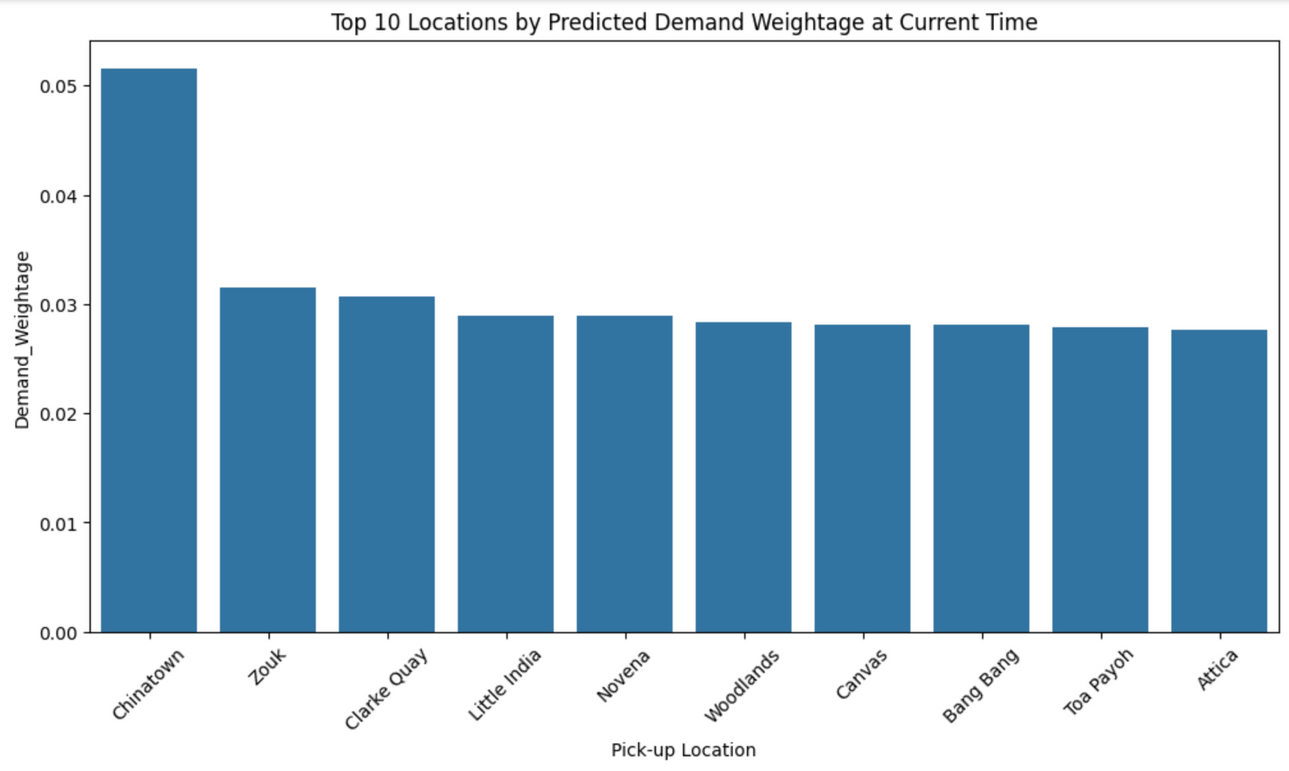 Top 10 Locations by Predicted Demand Weightage at Current Time
Demand_Weightage
0.05
0.04
0.03
0.02
0.01
0.00
Chinatown
Zouk
Clarke Quay
Little India
Novena
Woodlands
Canvas
Bang Bang
Toa Payoh
Attica
Pick-up Location